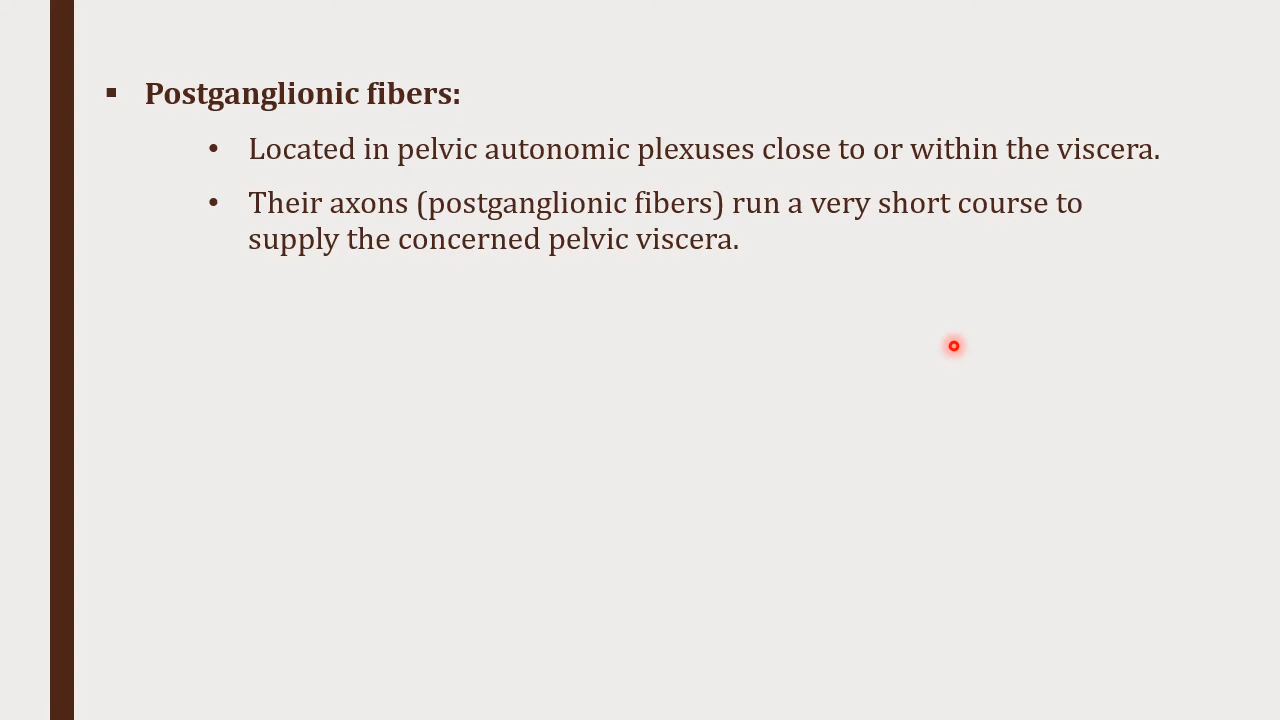 ▪ Postganglionic fibers:
• Located in pelvic autonomic plexuses close to or within the viscera.
• Their axons (postganglionic fibers) run a very short course to
supply the concerned pelvic viscera.